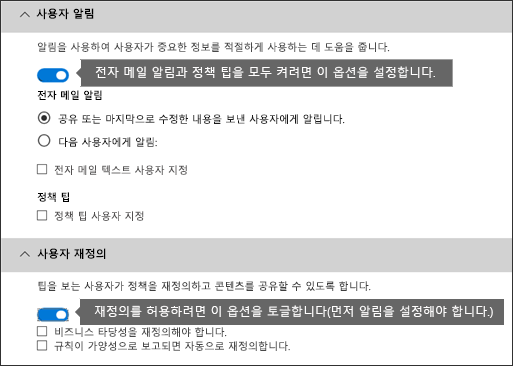 사용자 알림
알림을 사용하여 사용자가 중요한 정보를 적절하게 사용하는 데 도움을 줍니다.
전자 메일 알림과 정책 팁을 모두 켜려면 이 옵션을 설정합니다.
전자 메일 알림
공유 또는 마지막으로 수정한 내용을 보낸 사용자에게 알립니다.
다음 사용자에게 알림:
전자 메일 텍스트 사용자 지정
정책 팁
정책 팁 사용자 지정
사용자 재정의
팁을 보는 사용자가 정책을 재정의하고 콘텐츠를 공유할 수 있도록 합니다.
재정의를 허용하려면 이 옵션을 토글합니다(먼저 알림을 설정해야 합니다.)
비즈니스 타당성을 재정의해야 합니다.
규칙이 가양성으로 보고되면 자동으로 재정의합니다.